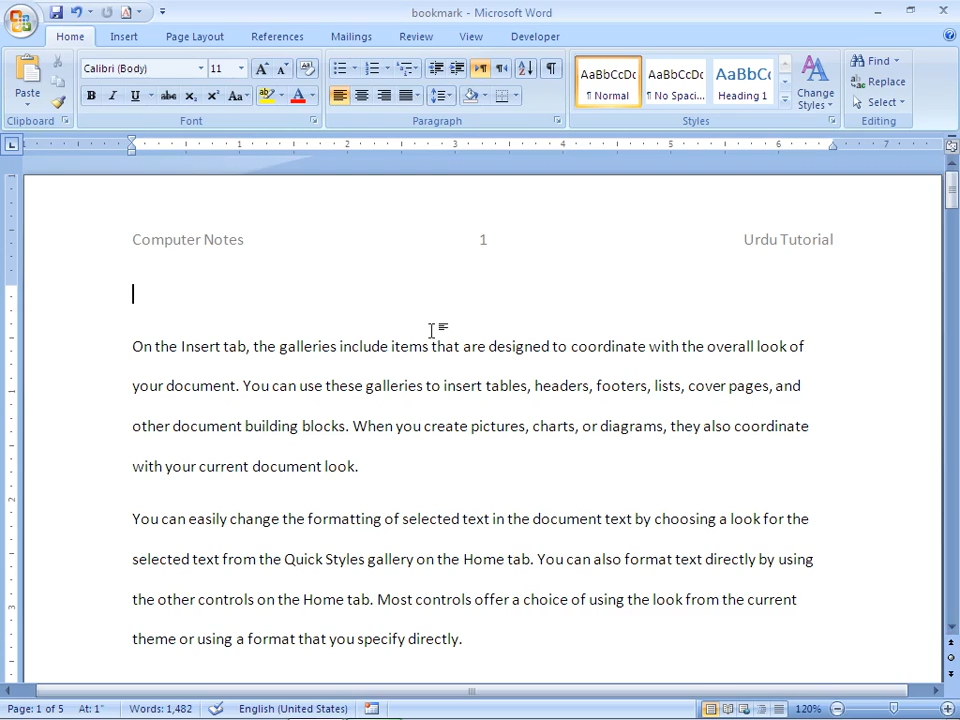 bookmark - Microsoft Word
Home Insert Page Layout References Mailings Review View Developer
Calibri (Body) 11 Find
Paste Replace
AaBbCcDc AaBbCcDc AaBbCc
¶ Normal ¶ No Spaci... Heading 1 Change Styles Select
Clipboard Font Paragraph Styles Editing
1 2 3 4 5 6 7
Computer Notes 1 Urdu Tutorial
On the Insert tab, the galleries include items that are designed to coordinate with the overall look of
your document. You can use these galleries to insert tables, headers, footers, lists, cover pages, and
other document building blocks. When you create pictures, charts, or diagrams, they also coordinate
with your current document look.
You can easily change the formatting of selected text in the document text by choosing a look for the
selected text from the Quick Styles gallery on the Home tab. You can also format text directly by using
the other controls on the Home tab. Most controls offer a choice of using the look from the current
theme or using a format that you specify directly.
Page: 1 of 5 At: 1" Words: 1,482 English (United States) 120%